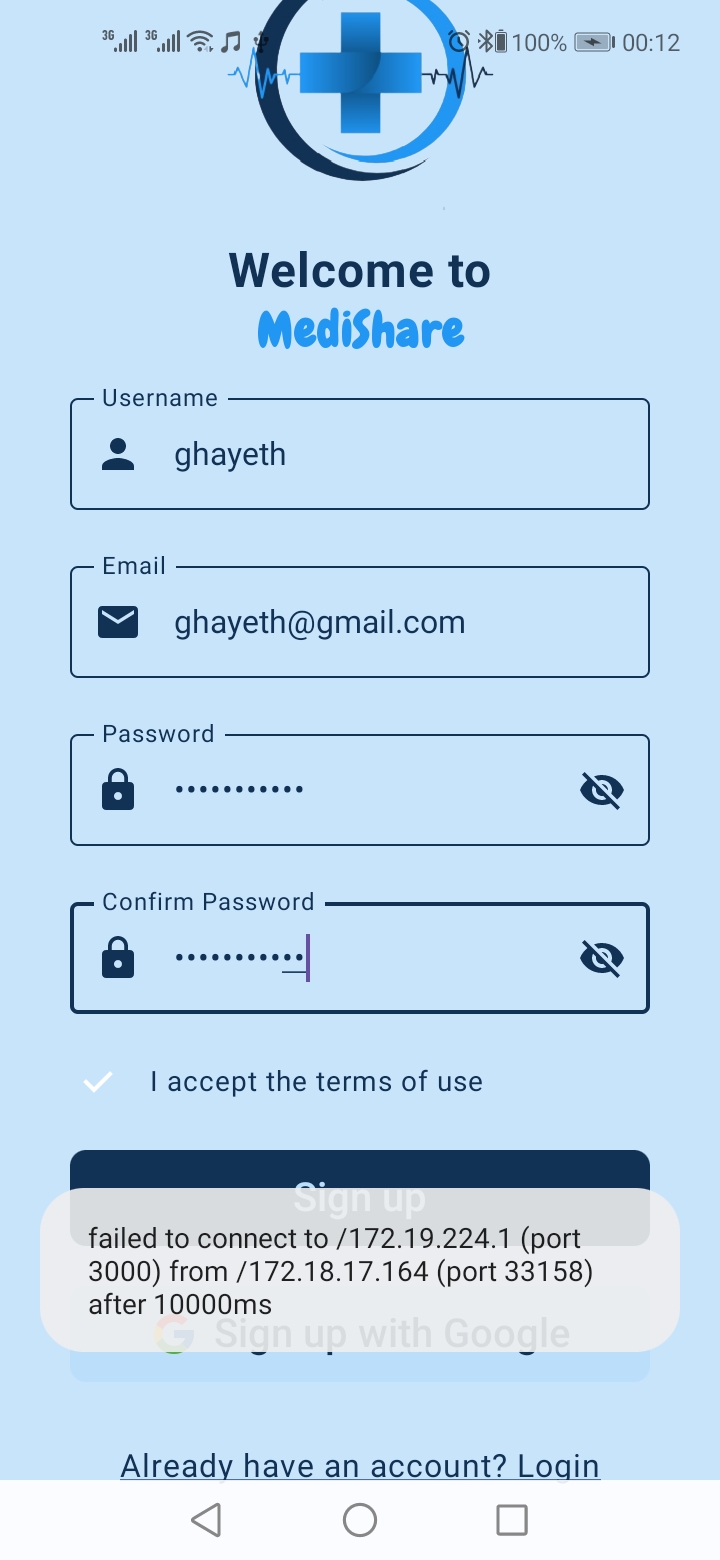 3G 3G 100% 00:12
Welcome to
MediShare
Username
ghayeth
Email
ghayeth@gmail.com
Password
•••••••••••
Confirm Password
•••••••••••
I accept the terms of use
Sign up
failed to connect to /172.19.224.1 (port
3000) from /172.18.17.164 (port 33158)
after 10000ms
Sign up with Google
Already have an account? Login